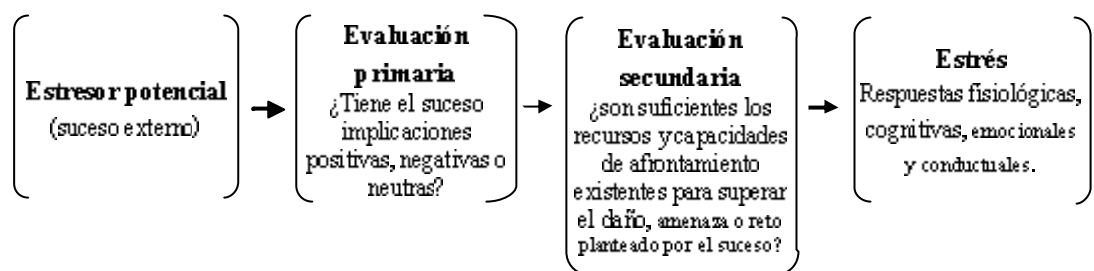 Estresor potencial
(suceso externo)
Evaluación
primaria
¿Tiene el suceso
implicaciones
positivas, negativas o
neutras?
Evaluación
secundaria
¿son suficientes los
recursos y capacidades
de afrontamiento
existentes para superar
el daño, amenaza o reto
planteado por el suceso?
Estrés
Respuestas fisiológicas,
cognitivas, emocionales
y conductuales.